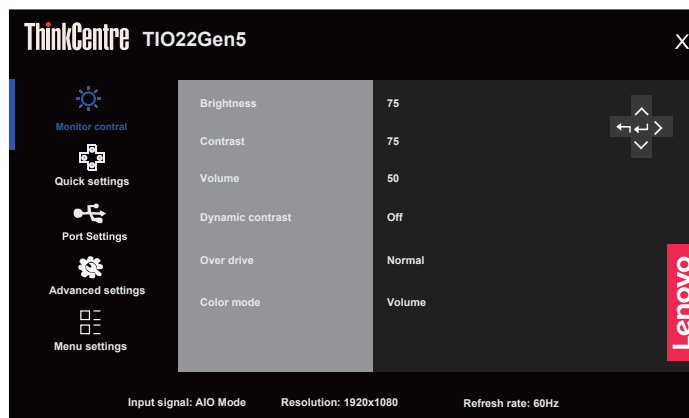 ThinkCentre TIO22Gen5 X
Monitor contral
Quick settings
Port Settings
Advanced settings
Menu settings
Brightness 75
Contrast 75
Volume 50
Dynamic contrast Off
Over drive Normal
Color mode Volume
Lenovo
Input signal: AIO Mode Resolution: 1920x1080 Refresh rate: 60Hz